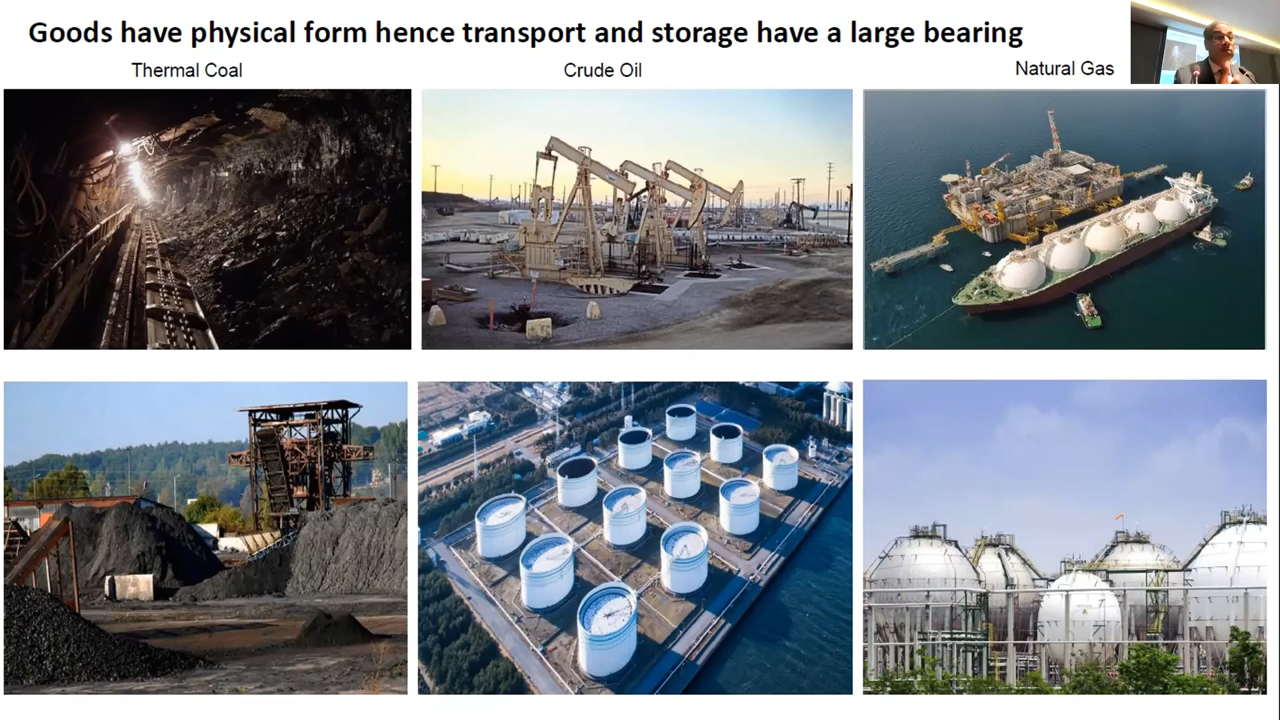 Goods have physical form hence transport and storage have a large bearing
Thermal Coal
Crude Oil
Natural Gas